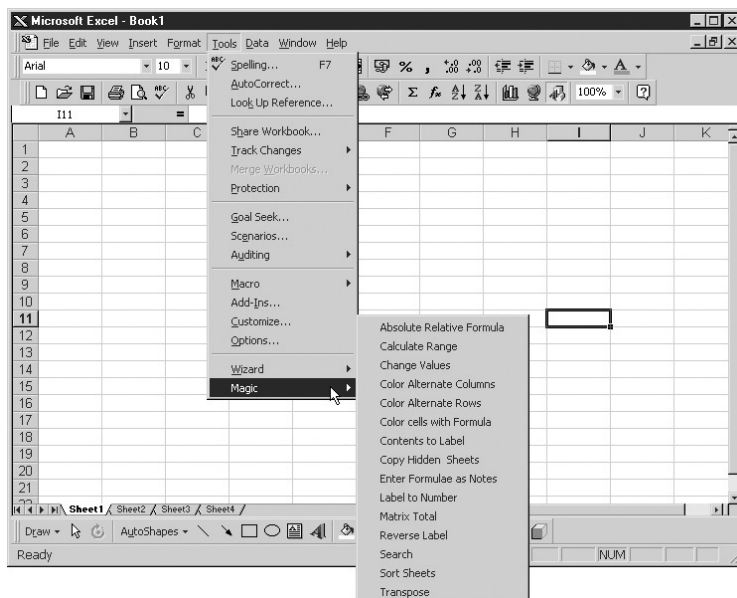 Microsoft Excel - Book1
File Edit View Insert Format Tools Data Window Help
Arial 10 % ,
Σ 100%
I11 =
A B C F G H I J K
1
2
3
4
5
6
7
8
9
10
11
12
13
14
15
16
17
18
19
20
21
Spelling... F7
AutoCorrect...
Look Up Reference...
Share Workbook...
Track Changes
Merge Workbooks...
Protection
Goal Seek...
Scenarios...
Auditing
Macro
Add-Ins...
Customize...
Options...
Wizard
Magic
Absolute Relative Formula
Calculate Range
Change Values
Color Alternate Columns
Color Alternate Rows
Color cells with Formula
Contents to Label
Copy Hidden Sheets
Enter Formulae as Notes
Label to Number
Matrix Total
Reverse Label
Search
Sort Sheets
Transpose
Sheet1 Sheet2 Sheet3 Sheet4
Draw AutoShapes
Ready NUM